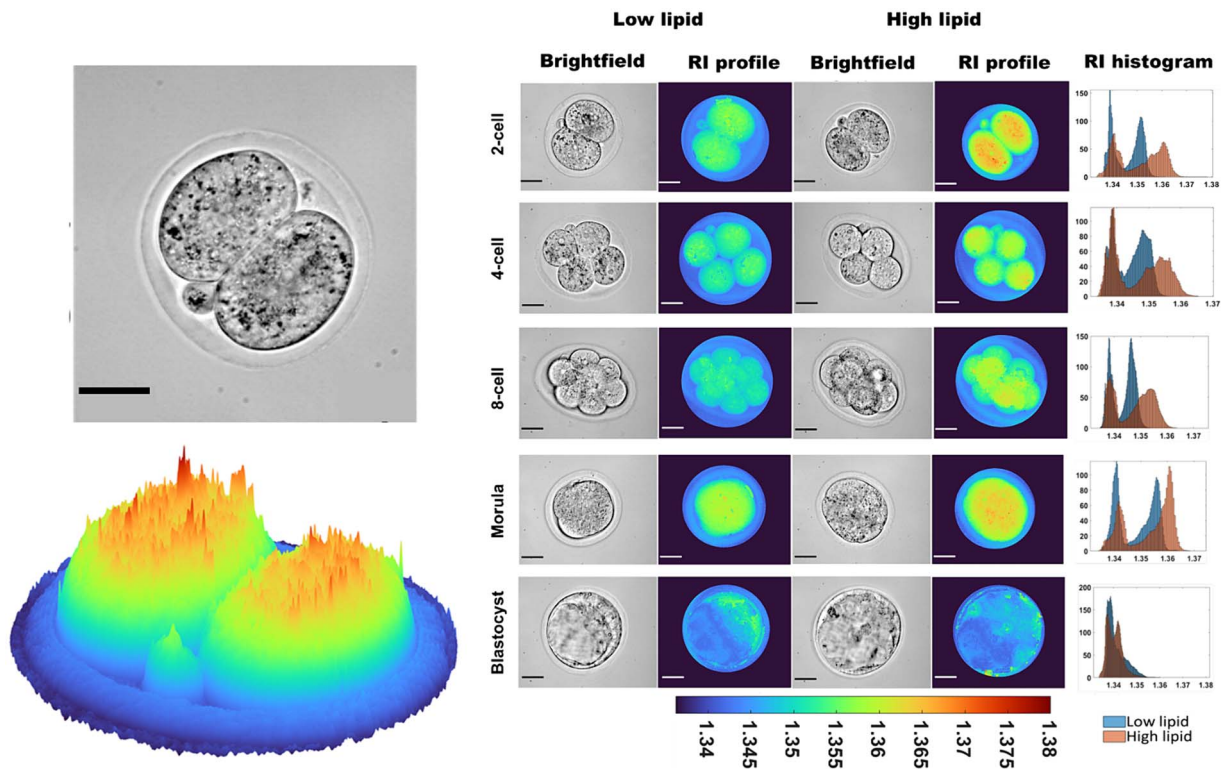 Low lipid High lipid
Brightfield RI profile Brightfield RI profile RI histogram
2-cell
150
100
50
0
1.34 1.35 1.36 1.37 1.38
4-cell
100
80
60
40
20
0
1.34 1.35 1.36 1.37
8-cell
150
100
50
0
1.34 1.35 1.36 1.37
Morula
100
80
60
40
20
0
1.34 1.35 1.36 1.37
Blastocyst
200
150
100
50
0
1.34 1.35 1.36 1.37 1.38
1.34 1.345 1.35 1.355 1.36 1.365 1.37 1.375 1.38
Low lipid
High lipid